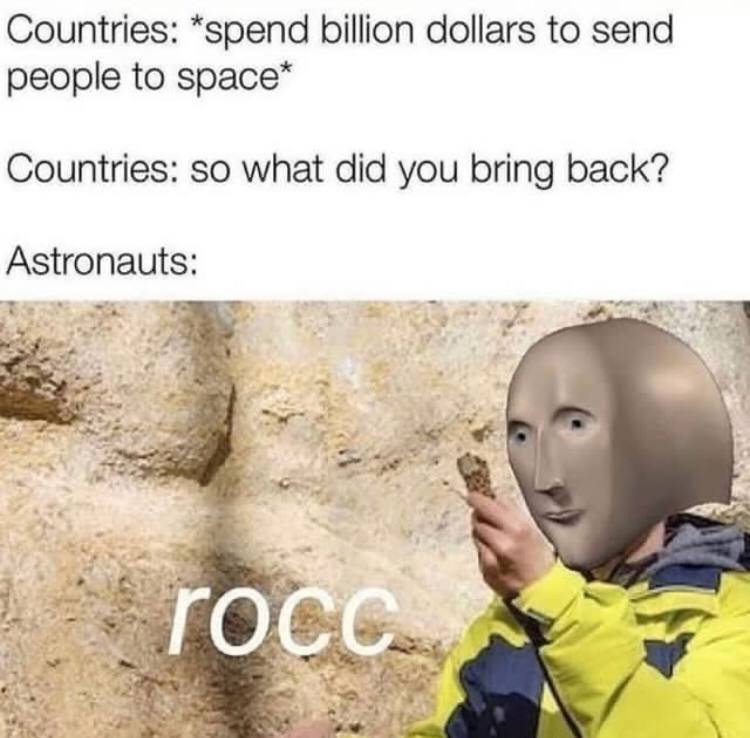 Countries: *spend billion dollars to send
people to space*
Countries: so what did you bring back?
Astronauts:
rocc